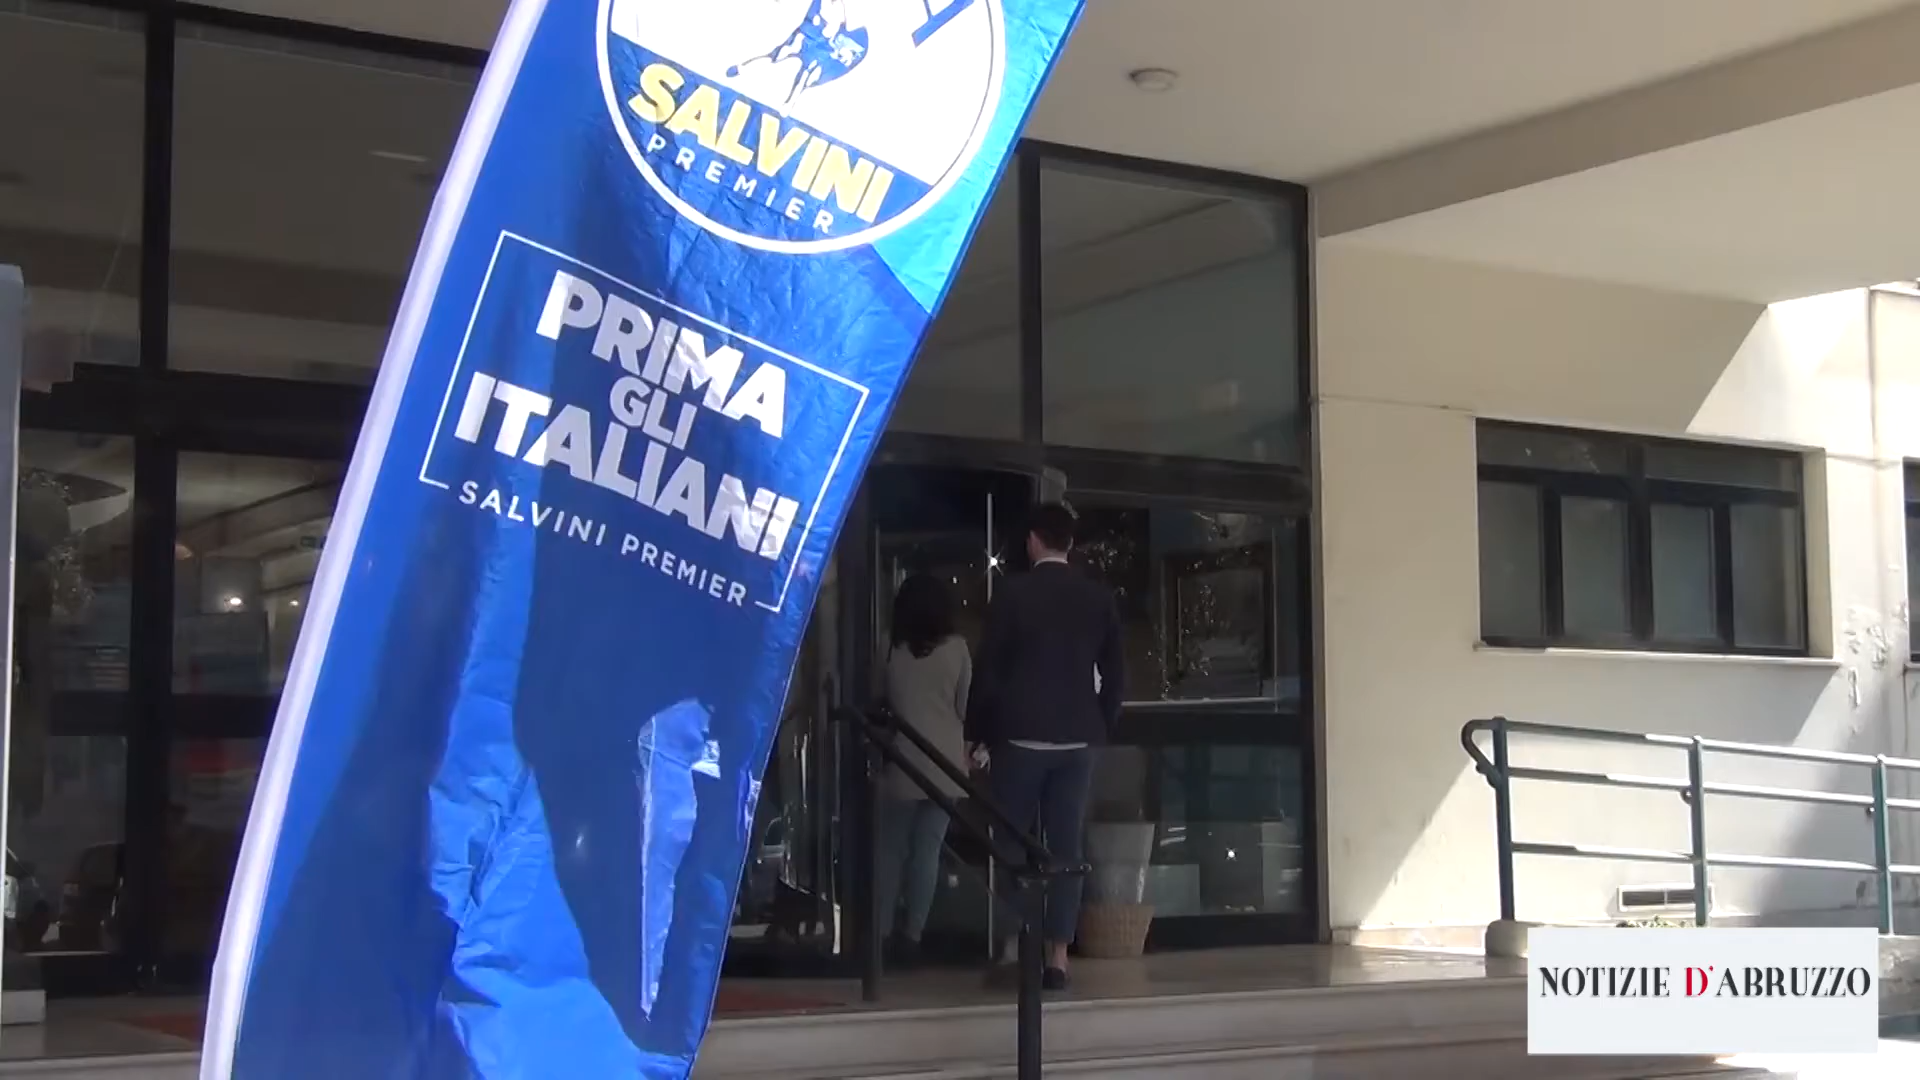 SALVINI
PREMIER
PRIMA
GLI
ITALIANI
SALVINI PREMIER
NOTIZIE D'ABRUZZO